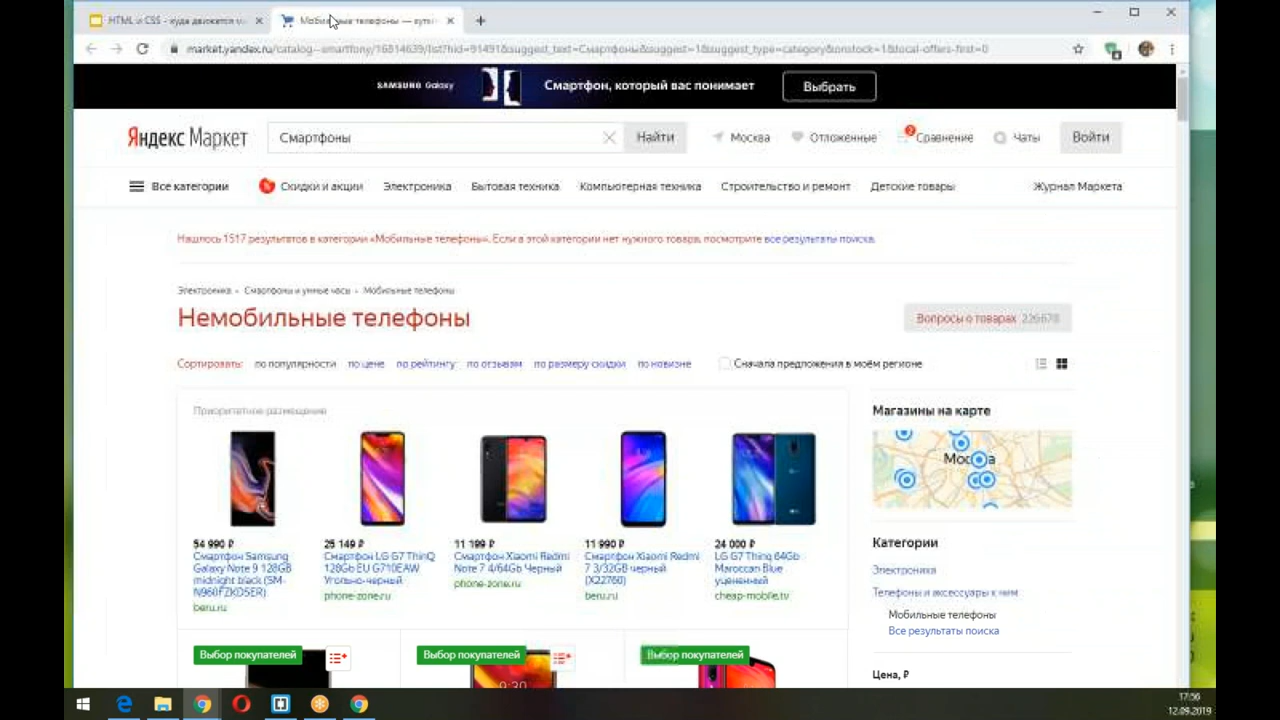 HTML и CSS - куда движется
Мобильные телефоны — купи
market.yandex.ru/catalog--smartfony/16814639/list?hid=91491&suggest_text=Смартфоны&suggest=1&suggest_type=category&onstock=1&local-offers-first=0
SAMSUNG Galaxy
Смартфон, который вас понимает
Выбрать
Яндекс Маркет
Смартфоны
Найти
Москва
Отложенные
2
Сравнение
Чаты
Войти
Все категории
%
Скидки и акции
Электроника
Бытовая техника
Компьютерная техника
Строительство и ремонт
Детские товары
Журнал Маркета
Нашлось 1517 результатов в категории «Мобильные телефоны». Если в этой категории нет нужного товара, посмотрите все результаты поиска.
Электроника • Смартфоны и умные часы • Мобильные телефоны
Немобильные телефоны
Вопросы о товарах 226678
Сортировать: по популярности по цене по рейтингу по отзывам по размеру скидки по новизне
Сначала предложения в моём регионе
Приоритетное размещение
54 990 ₽
Смартфон Samsung
Galaxy Note 9 128GB
midnight black (SM-
N960FZKDSER)
beru.ru
25 149 ₽
Смартфон LG G7 ThinQ
128Gb EU G710EAW
Угольно-черный
phone-zone.ru
11 199 ₽
Смартфон Xiaomi Redmi
Note 7 4/64Gb Черный
phone-zone.ru
11 990 ₽
Смартфон Xiaomi Redmi
7 3/32GB черный
(X22760)
beru.ru
24 000 ₽
LG G7 Thinq 64Gb
Maroccan Blue
уцененный
cheap-mobile.tv
Магазины на карте
Москва
Категории
Электроника
Телефоны и аксессуары к ним
Мобильные телефоны
Все результаты поиска
Цена, ₽
Выбор покупателей
Выбор покупателей
Выбор покупателей
9:30
17:56
12.09.2019